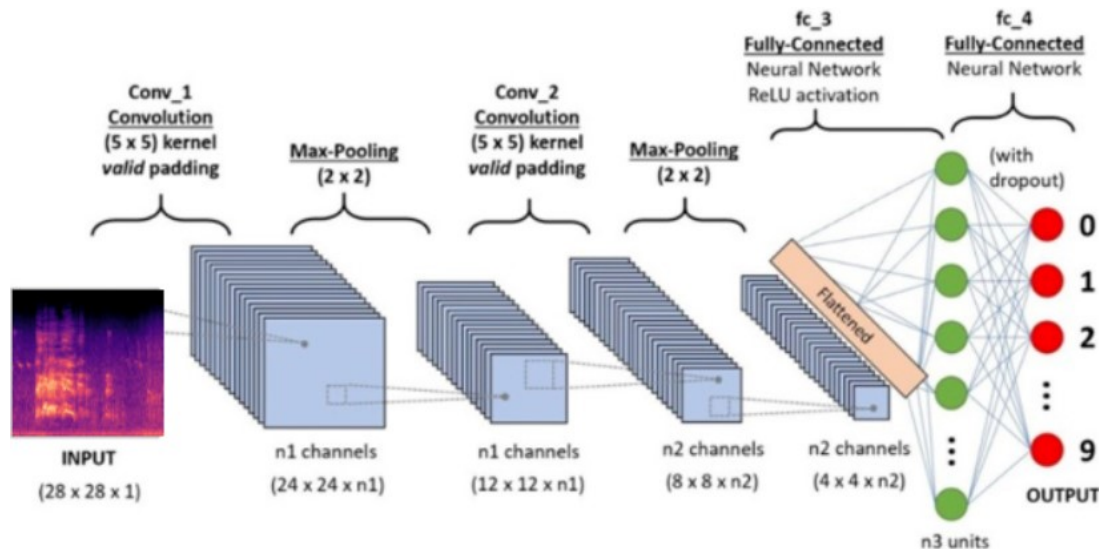 fc_3
Fully-Connected
Neural Network
ReLU activation
fc_4
Fully-Connected
Neural Network
Conv_1
Convolution
(5 x 5) kernel
valid padding
Max-Pooling
(2 x 2)
Conv_2
Convolution
(5 x 5) kernel
valid padding
Max-Pooling
(2 x 2)
(with
dropout)
Flattened
0
1
2
9
INPUT
(28 x 28 x 1)
n1 channels
(24 x 24 x n1)
n1 channels
(12 x 12 x n1)
n2 channels
(8 x 8 x n2)
n2 channels
(4 x 4 x n2)
OUTPUT
n3 units